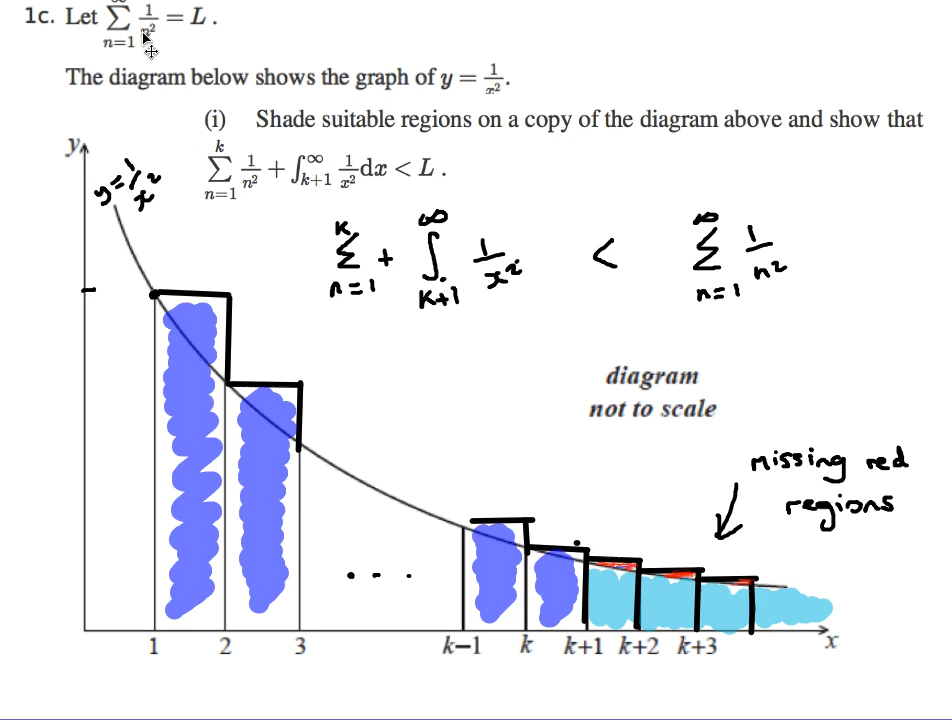 1c. Let ∞ ∑ n=1 1/n² = L .
The diagram below shows the graph of y = 1/x².
(i) Shade suitable regions on a copy of the diagram above and show that
k ∑ n=1 1/n² + ∫ ∞ k+1 1/x² dx < L .
y
y=1/x²
K ∑ n=1 + ∞ ∫ K+1 1/x² < ∞ ∑ n=1 1/n²
diagram
not to scale
missing red
regions
...
1 2 3 k−1 k k+1 k+2 k+3 x